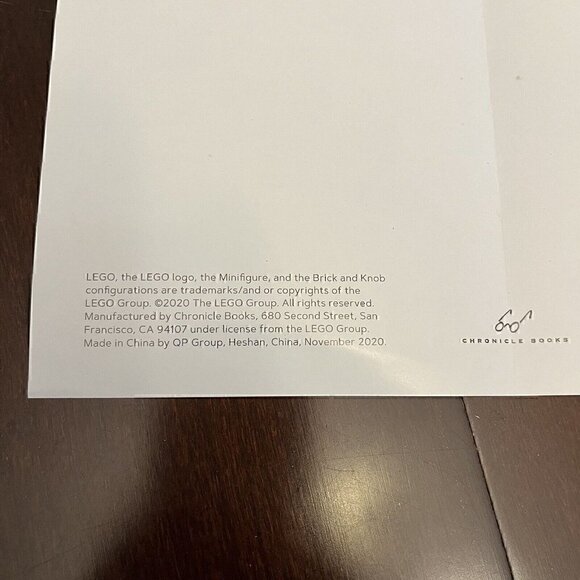 LEGO, the LEGO logo, the Minifigure, and the Brick and Knob
configurations are trademarks/and or copyrights of the
LEGO Group. ©2020 The LEGO Group. All rights reserved.
Manufactured by Chronicle Books, 680 Second Street, San
Francisco, CA 94107 under license from the LEGO Group.
Made in China by QP Group, Heshan, China, November 2020.
CHRONICLE BOOKS